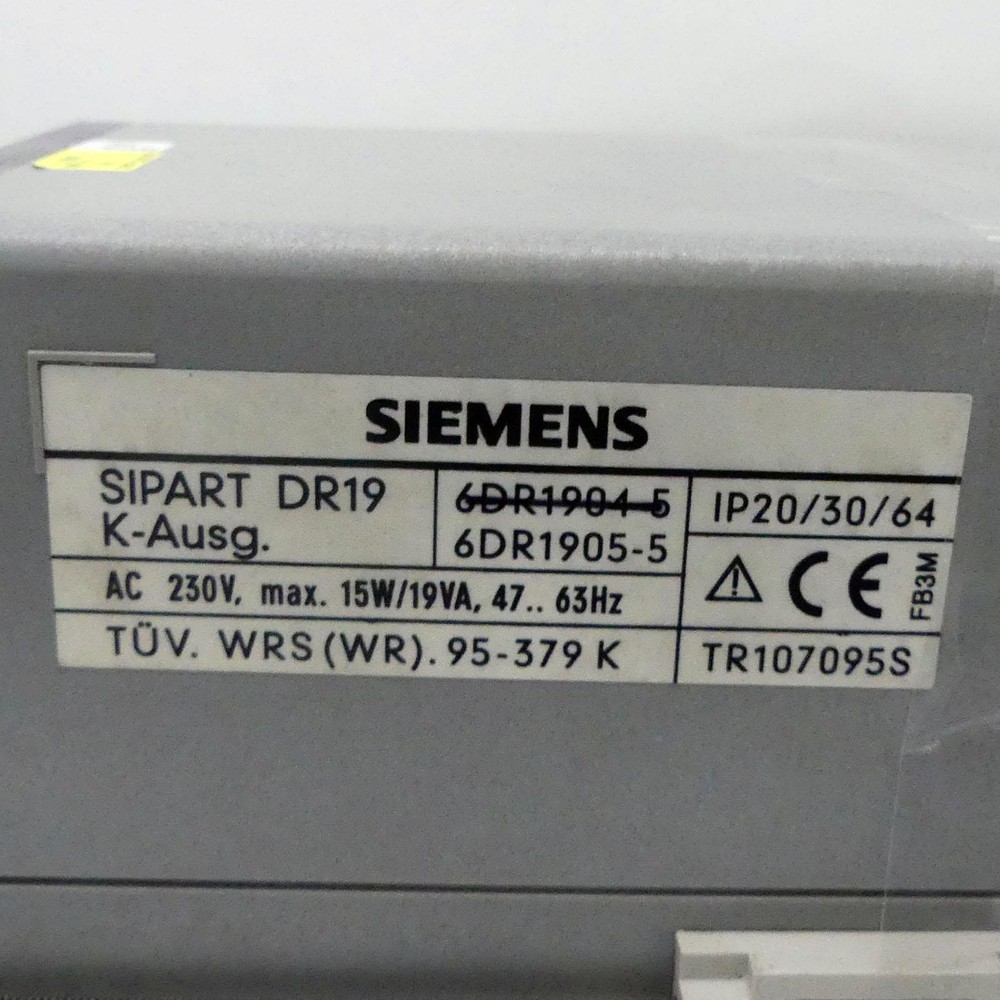 SIEMENS
SIPART DR19
K-Ausg.
6DR1904-5
6DR1905-5
IP20/30/64
CE
FB3M
AC 230V, max. 15W/19VA, 47.. 63Hz
TÜV. WRS (WR). 95-379 K
TR107095S